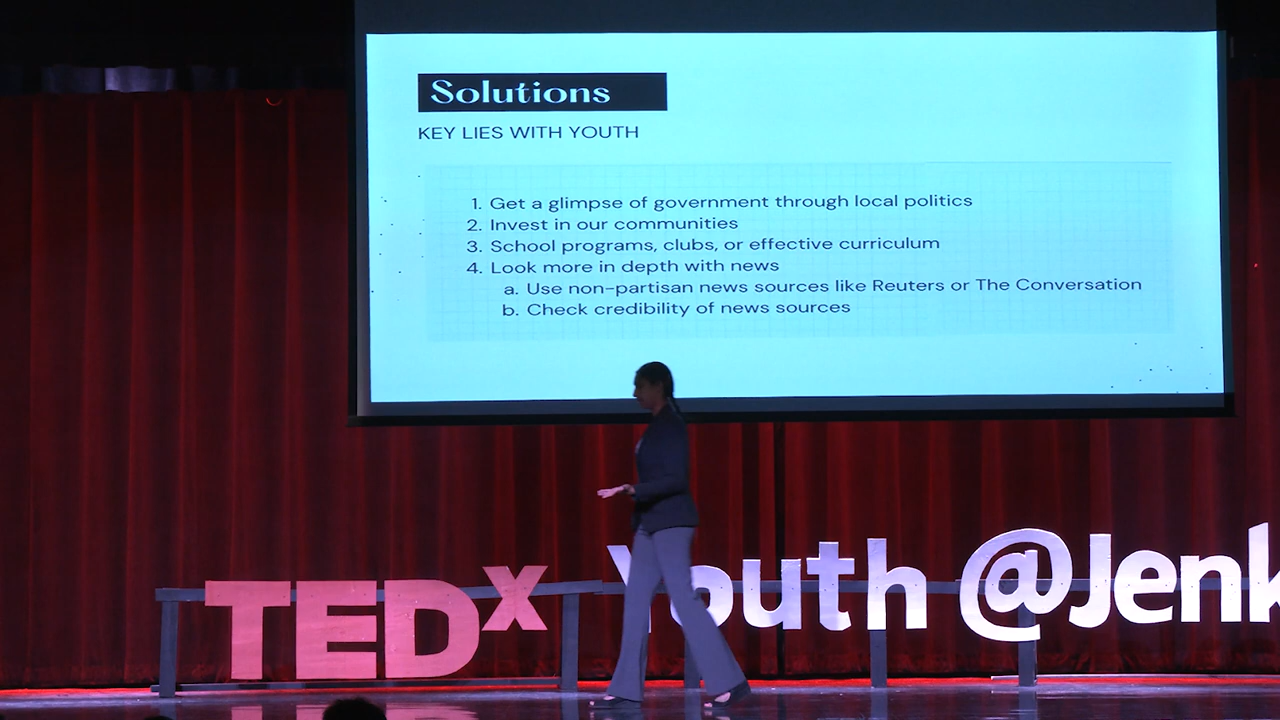 Solutions
KEY LIES WITH YOUTH
1. Get a glimpse of government through local politics
2. Invest in our communities
3. School programs, clubs, or effective curriculum
4. Look more in depth with news
a. Use non-partisan news sources like Reuters or The Conversation
b. Check credibility of news sources
TEDx Youth @Jenk